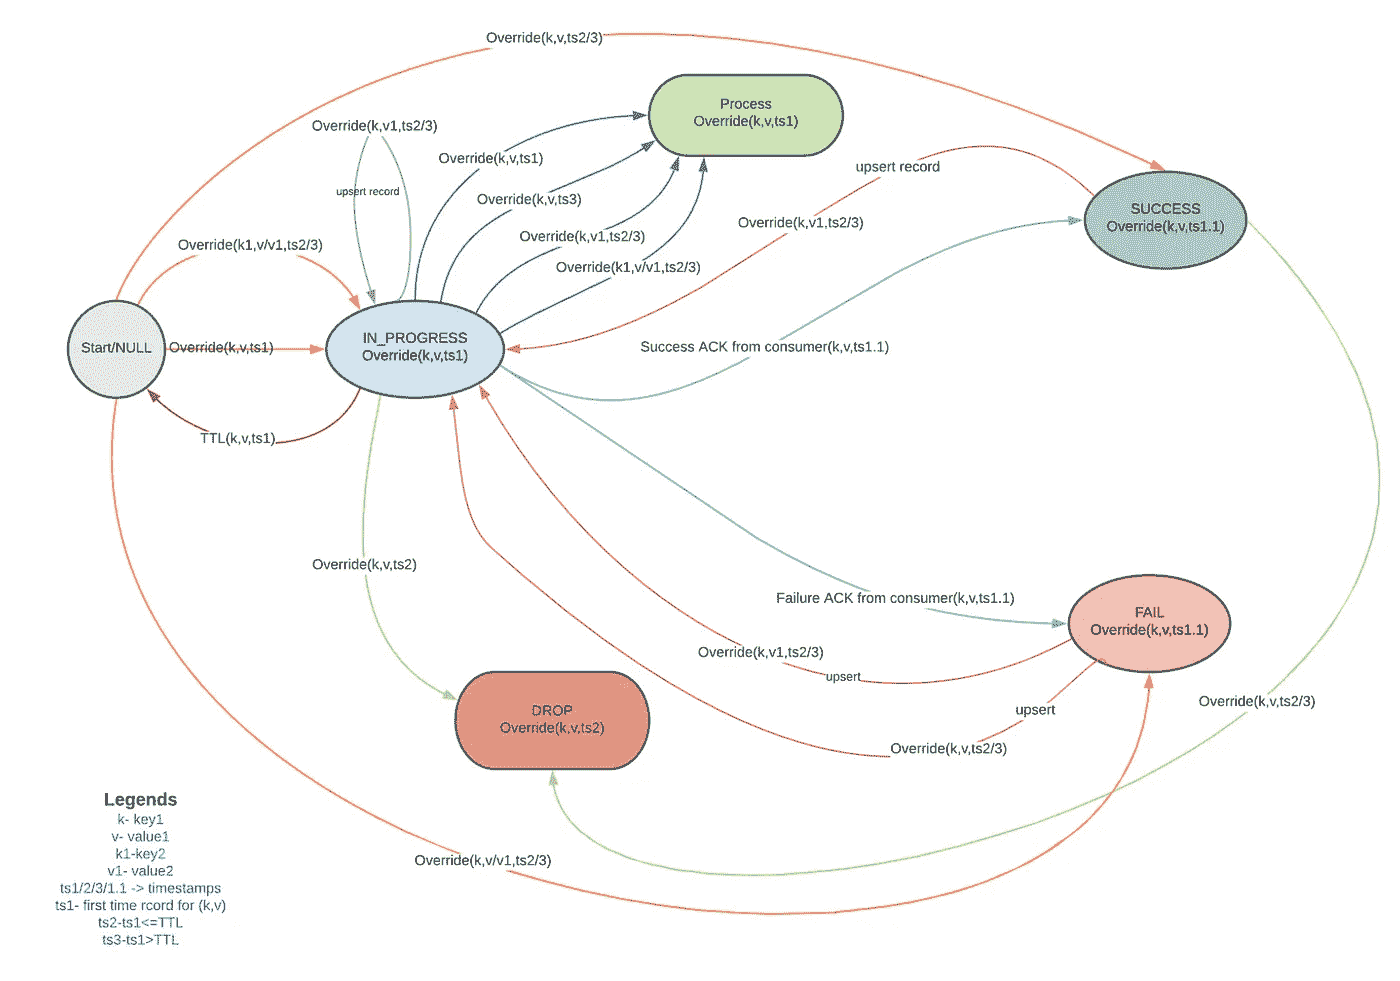 Override(k,v,ts2/3)
Process
Override(k,v,ts1)
Override(k,v1,ts2/3)
Override(k,v,ts1)
upsert record
upsert record
Override(k,v,ts3)
SUCCESS
Override(k,v,ts1.1)
Override(k,v1,ts2/3)
Override(k,v1,ts2/3)
Override(k1,v/v1,ts2/3)
Override(k1,v/v1,ts2/3)
IN_PROGRESS
Override(k,v,ts1)
Start/NULL
Override(k,v,ts1)
Success ACK from consumer(k,v,ts1.1)
TTL(k,v,ts1)
Override(k,v,ts2)
Failure ACK from consumer(k,v,ts1.1)
FAIL
Override(k,v,ts1.1)
Override(k,v1,ts2/3)
upsert
Override(k,v,ts2/3)
upsert
DROP
Override(k,v,ts2)
Override(k,v,ts2/3)
Legends
k- key1
v- value1
k1-key2
v1- value2
ts1/2/3/1.1 -> timestamps
ts1- first time rcord for (k,v)
ts2-ts1<=TTL
ts3-ts1>TTL
Override(k,v/v1,ts2/3)